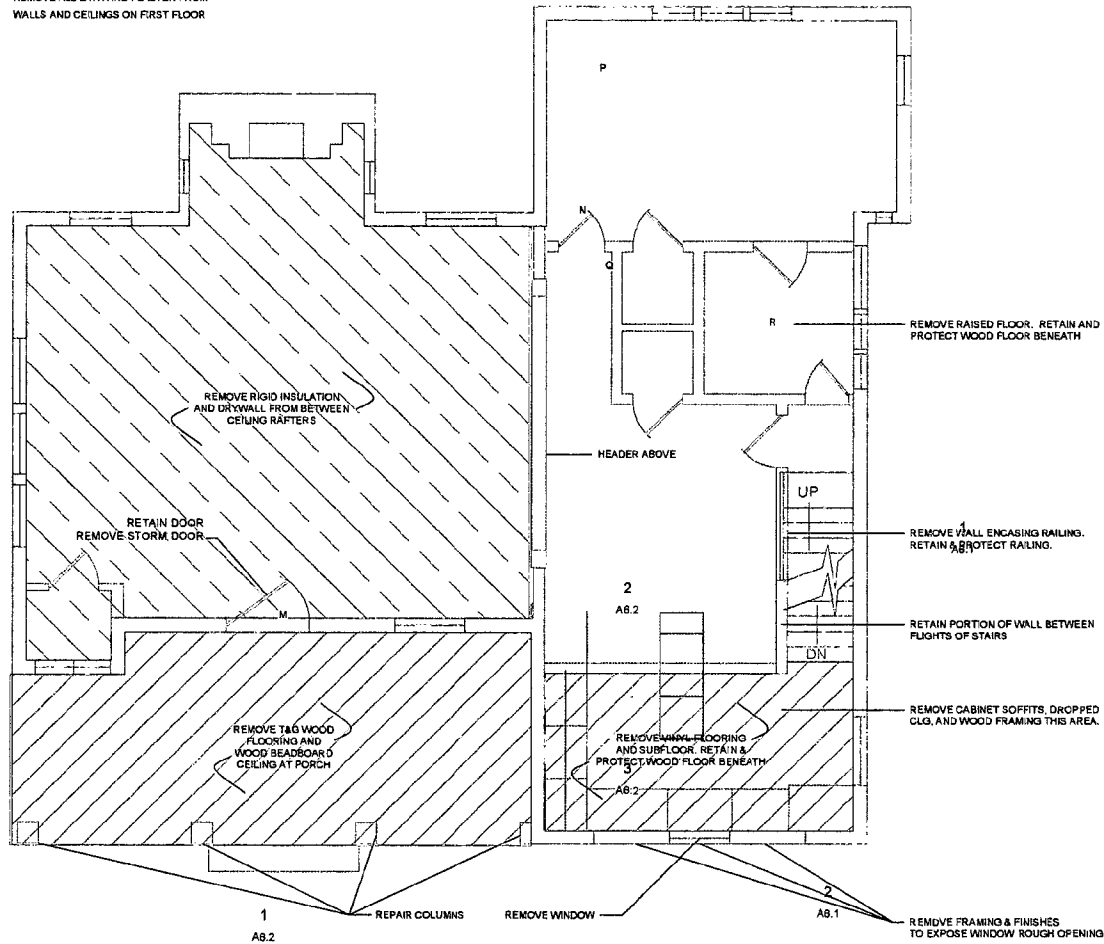 WALLS AND CEILINGS ON FIRST FLOOR
P
N
Q
R
REMOVE RAISED FLOOR. RETAIN AND
PROTECT WOOD FLOOR BENEATH
REMOVE RIGID INSULATION
AND DRYWALL FROM BETWEEN
CEILING RAFTERS
HEADER ABOVE
UP
RETAIN DOOR
REMOVE STORM DOOR
1
A6.1
REMOVE WALL ENCASING RAILING.
RETAIN & PROTECT RAILING.
M
2
A6.2
RETAIN PORTION OF WALL BETWEEN
FLIGHTS OF STAIRS
DN
REMOVE CABINET SOFFITS, DROPPED
CLG, AND WOOD FRAMING THIS AREA.
REMOVE T&G WOOD
FLOORING AND
WOOD BEADBOARD
CEILING AT PORCH
REMOVE VINYL FLOORING
AND SUBFLOOR. RETAIN &
PROTECT WOOD FLOOR BENEATH
3
A6.2
1
A6.2
REPAIR COLUMNS
REMOVE WINDOW
2
A6.1
REMOVE FRAMING & FINISHES
TO EXPOSE WINDOW ROUGH OPENING